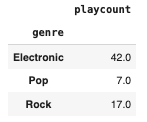 playcount
genre
Electronic 42.0
Pop 7.0
Rock 17.0